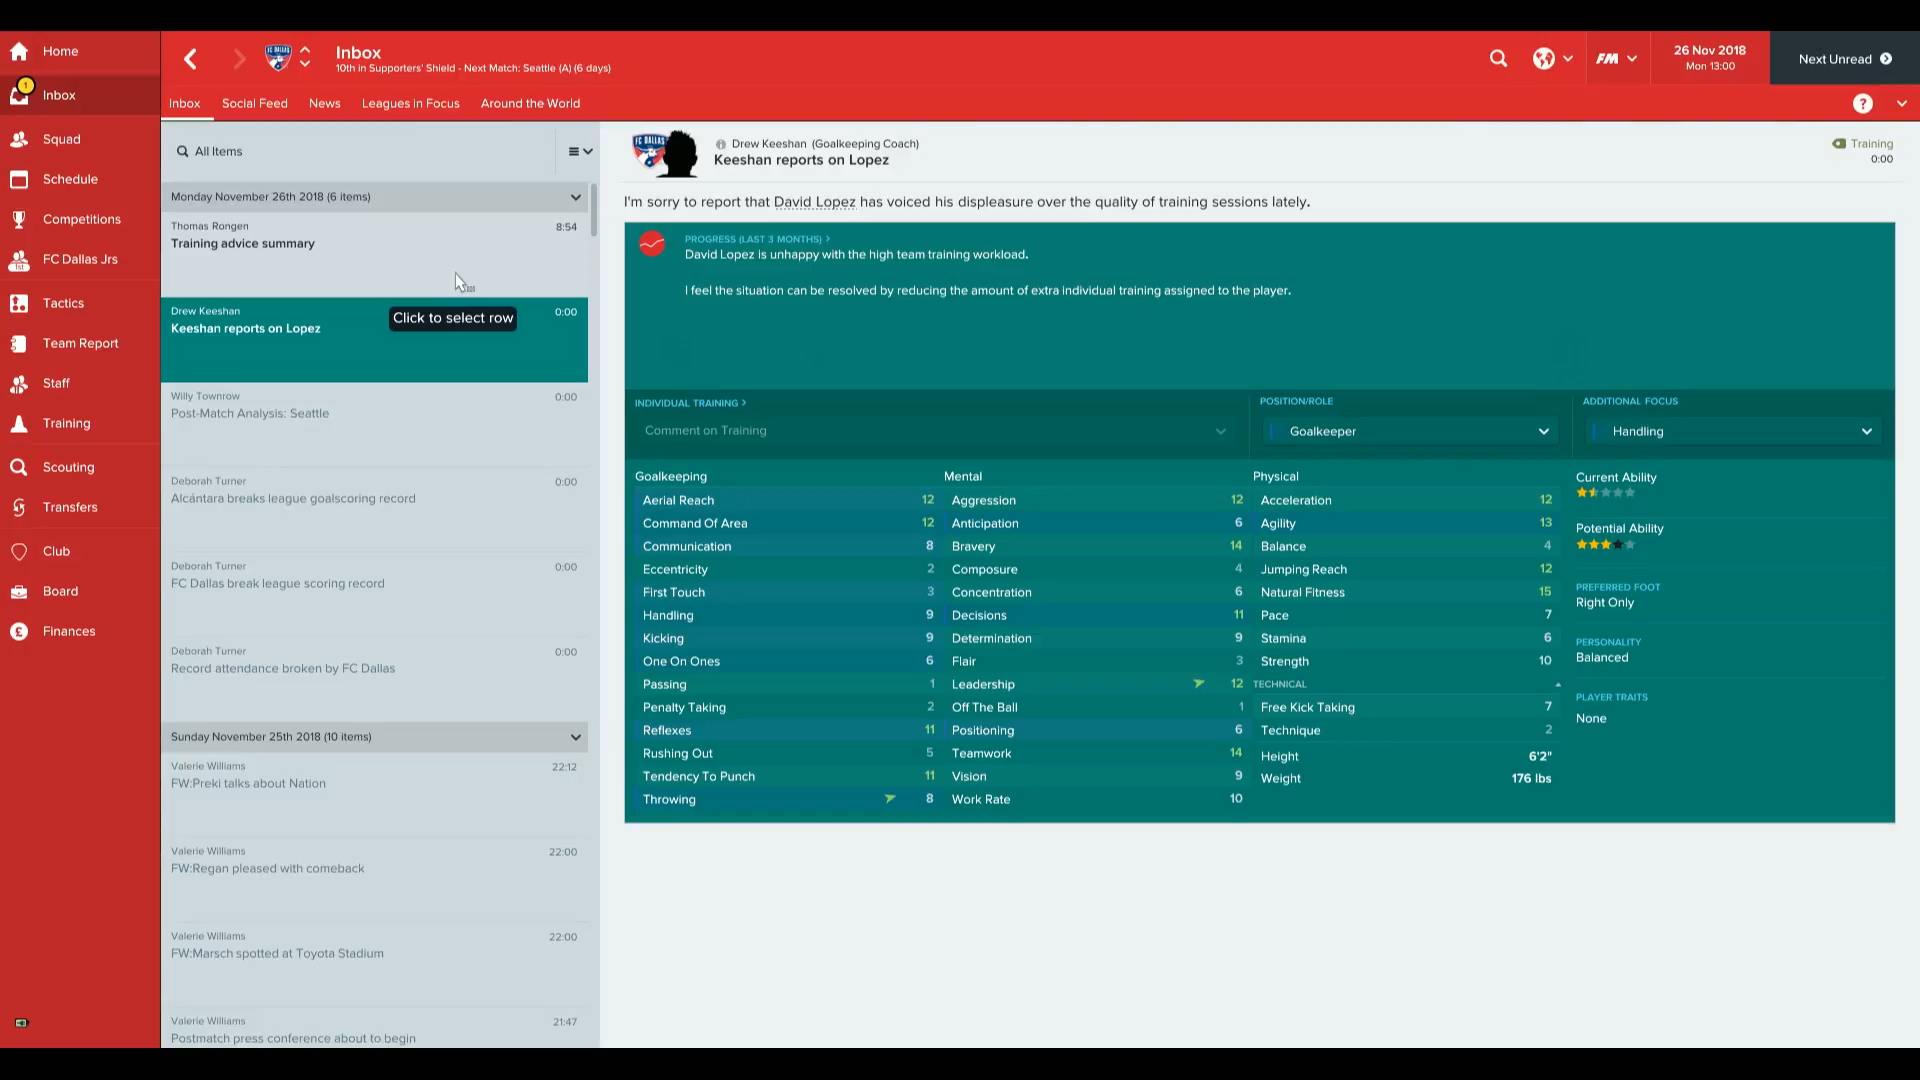 Home
Inbox
Squad
Schedule
Competitions
FC Dallas Jrs
Tactics
Team Report
Staff
Training
Scouting
Transfers
Club
Board
Finances
1
1st
FC DALLAS
Inbox
10th in Supporters' Shield - Next Match: Seattle (A) (6 days)
FM
26 Nov 2018
Mon 13:00
Next Unread
Inbox Social Feed News Leagues in Focus Around the World
?
All Items
Monday November 26th 2018 (6 items)
Thomas Rongen 8:54
Training advice summary
Drew Keeshan 0:00
Keeshan reports on Lopez
Click to select row
Willy Townrow 0:00
Post-Match Analysis: Seattle
Deborah Turner 0:00
Alcántara breaks league goalscoring record
Deborah Turner 0:00
FC Dallas break league scoring record
Deborah Turner 0:00
Record attendance broken by FC Dallas
Sunday November 25th 2018 (10 items)
Valerie Williams 22:12
FW:Preki talks about Nation
Valerie Williams 22:00
FW:Regan pleased with comeback
Valerie Williams 22:00
FW:Marsch spotted at Toyota Stadium
Valerie Williams 21:47
Postmatch press conference about to begin
FC DALLAS
Drew Keeshan (Goalkeeping Coach)
Keeshan reports on Lopez
Training
0:00
I'm sorry to report that David Lopez has voiced his displeasure over the quality of training sessions lately.
PROGRESS (LAST 3 MONTHS) >
David Lopez is unhappy with the high team training workload.
I feel the situation can be resolved by reducing the amount of extra individual training assigned to the player.
INDIVIDUAL TRAINING >
Comment on Training
POSITION/ROLE
Goalkeeper
ADDITIONAL FOCUS
Handling
Goalkeeping
Aerial Reach 12
Command Of Area 12
Communication 8
Eccentricity 2
First Touch 3
Handling 9
Kicking 9
One On Ones 6
Passing 1
Penalty Taking 2
Reflexes 11
Rushing Out 5
Tendency To Punch 11
Throwing 8
Mental
Aggression 12
Anticipation 6
Bravery 14
Composure 4
Concentration 6
Decisions 11
Determination 9
Flair 3
Leadership 12
Off The Ball 1
Positioning 6
Teamwork 14
Vision 9
Work Rate 10
Physical
Acceleration 12
Agility 13
Balance 4
Jumping Reach 12
Natural Fitness 15
Pace 7
Stamina 6
Strength 10
TECHNICAL
Free Kick Taking 7
Technique 2
Height 6'2"
Weight 176 lbs
Current Ability
Potential Ability
PREFERRED FOOT
Right Only
PERSONALITY
Balanced
PLAYER TRAITS
None